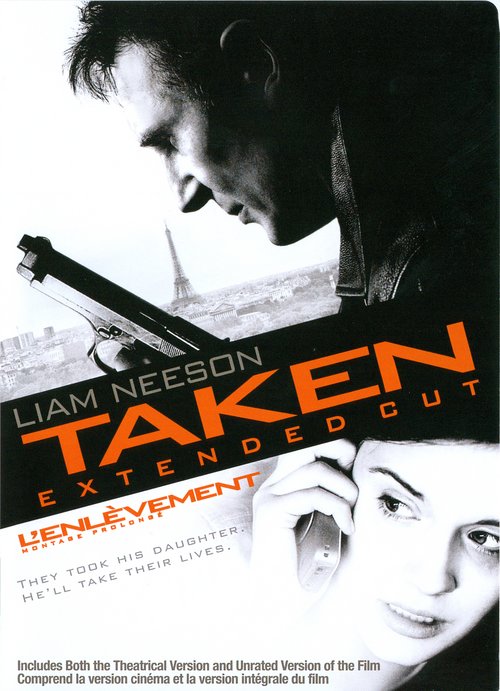 LIAM NEESON
TAKEN
EXTENDED CUT
L'ENLÈVEMENT
MONTAGE PROLONGÉ
THEY TOOK HIS DAUGHTER.
HE'LL TAKE THEIR LIVES.
Includes Both the Theatrical Version and Unrated Version of the Film
Comprend la version cinéma et la version intégrale du film